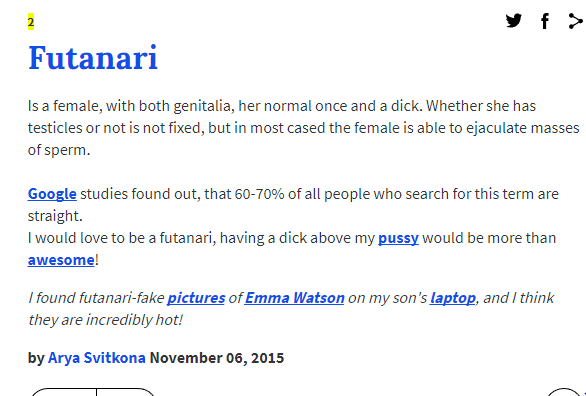 2
Futanari
Is a female, with both genitalia, her normal once and a dick. Whether she has
testicles or not is not fixed, but in most cased the female is able to ejaculate masses
of sperm.
Google studies found out, that 60-70% of all people who search for this term are
straight.
I would love to be a futanari, having a dick above my pussy would be more than
awesome!
I found futanari-fake pictures of Emma Watson on my son's laptop, and I think
they are incredibly hot!
by Arya Svitkona November 06, 2015